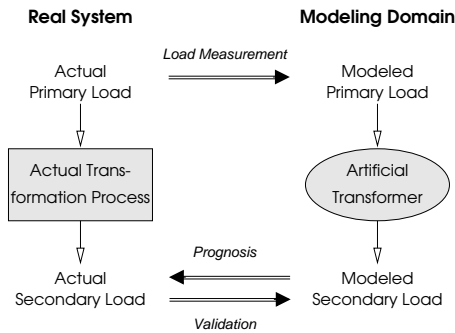 Real System
Modeling Domain
Load Measurement
Actual
Primary Load
Modeled
Primary Load
Actual Trans-
formation Process
Artificial
Transformer
Prognosis
Actual
Secondary Load
Modeled
Secondary Load
Validation